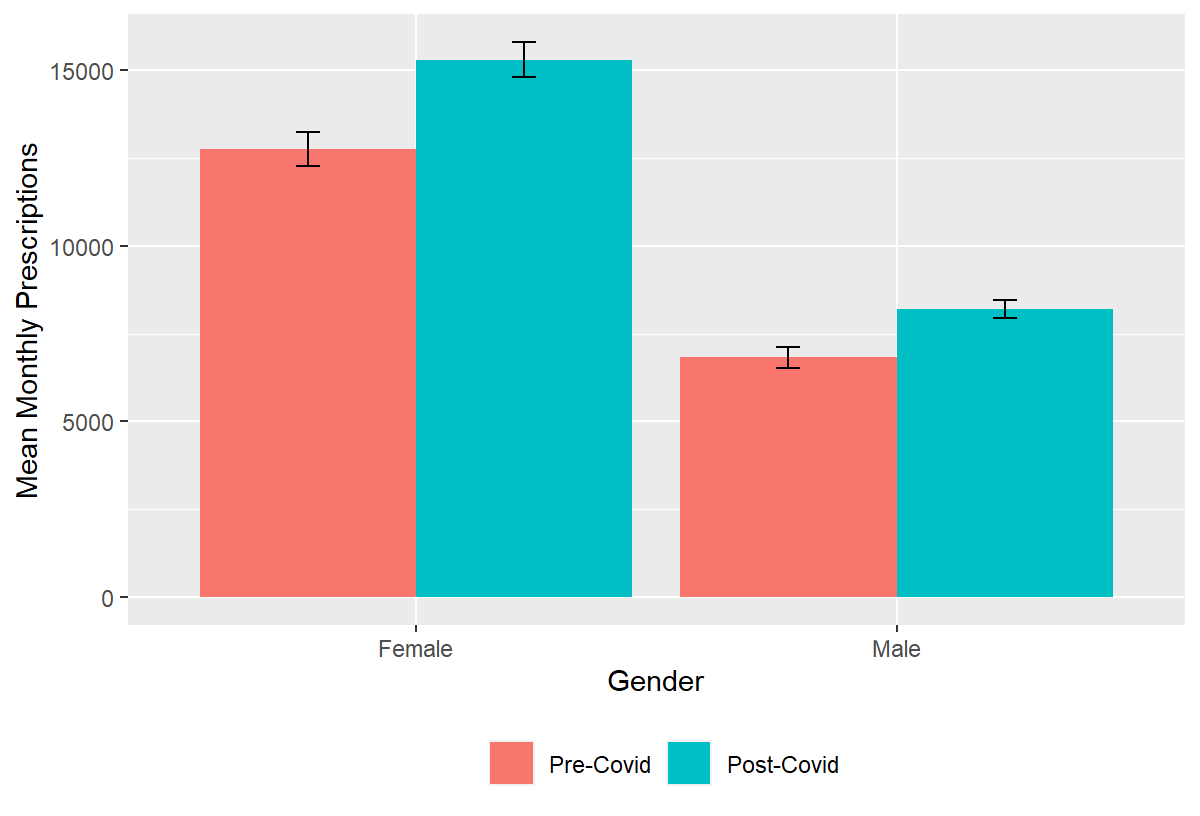 Mean Monthly Prescriptions
15000
10000
5000
0
Female Male
Gender
Pre-Covid Post-Covid